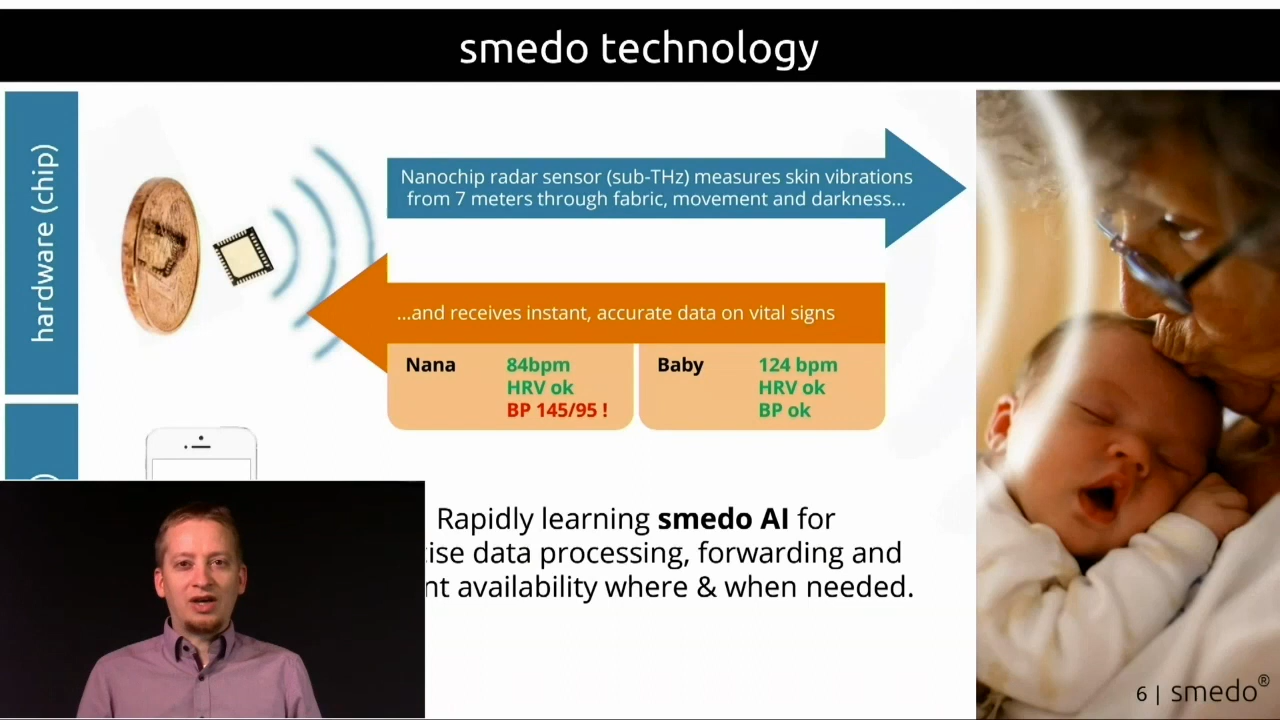 smedo technology
hardware (chip)
Nanochip radar sensor (sub-THz) measures skin vibrations
from 7 meters through fabric, movement and darkness...
...and receives instant, accurate data on vital signs
Nana 84bpm
HRV ok
BP 145/95 !
Baby 124 bpm
HRV ok
BP ok
Rapidly learning smedo AI for
data processing, forwarding and
availability where & when needed.
6 | smedo®